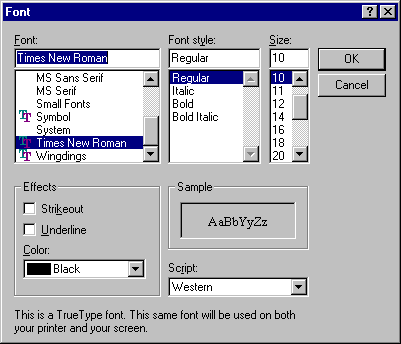 Font
Font: Font style: Size:
Times New Roman Regular 10 OK
Cancel
MS Sans Serif Regular 10
MS Serif Italic 11
Small Fonts Bold 12
Symbol Bold Italic 14
System 16
Times New Roman 18
Wingdings 20
Effects Sample
Strikeout
Underline
AaBbYyZz
Color:
Black
Script:
Western
This is a TrueType font. This same font will be used on both
your printer and your screen.